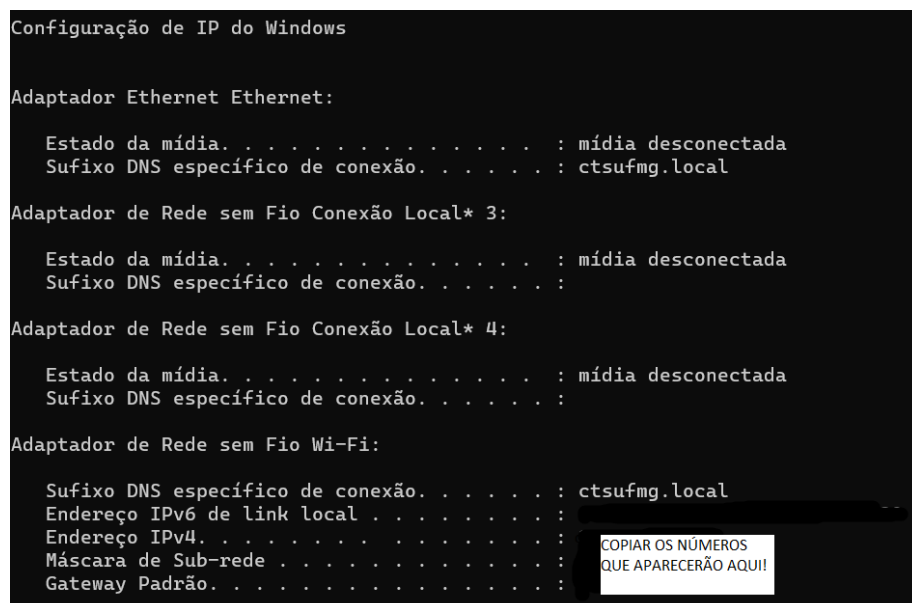 Configuração de IP do Windows
Adaptador Ethernet Ethernet:
Estado da mídia. . . . . . . . . . . . . . : mídia desconectada
Sufixo DNS específico de conexão. . . . . . : ctsufmg.local
Adaptador de Rede sem Fio Conexão Local* 3:
Estado da mídia. . . . . . . . . . . . . . : mídia desconectada
Sufixo DNS específico de conexão. . . . . . :
Adaptador de Rede sem Fio Conexão Local* 4:
Estado da mídia. . . . . . . . . . . . . . : mídia desconectada
Sufixo DNS específico de conexão. . . . . . :
Adaptador de Rede sem Fio Wi-Fi:
Sufixo DNS específico de conexão. . . . . . : ctsufmg.local
Endereço IPv6 de link local . . . . . . . . :
Endereço IPv4. . . . . . . . . . . . . . . :
Máscara de Sub-rede . . . . . . . . . . . . :
Gateway Padrão. . . . . . . . . . . . . . . :
COPIAR OS NÚMEROS
QUE APARECERÃO AQUI!